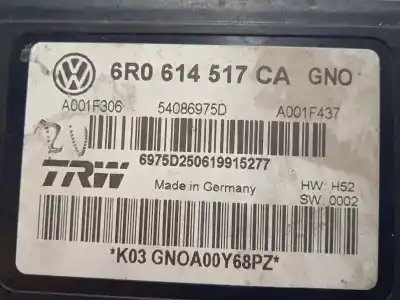 6R0 614 517 CA GNO
A001F306 54086975D A001F437
6975D250619915277
TRW
Made in Germany
HW: H52
SW: 0002
*K03 GNOA00Y68PZ*